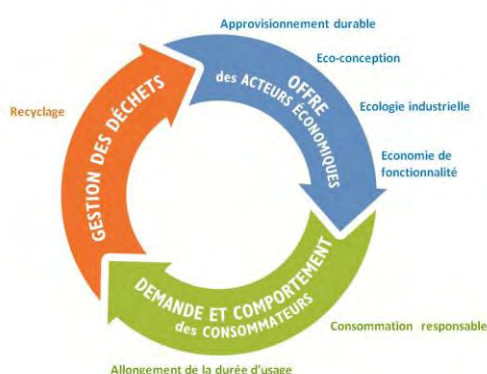 Approvisionnement durable
Eco-conception
Ecologie industrielle
Economie de
fonctionnalité
OFFRE
des ACTEURS ÉCONOMIQUES
Recyclage
GESTION DES DÉCHETS
DEMANDE ET COMPORTEMENT
des CONSOMMATEURS
Consommation responsable
Allongement de la durée d'usage